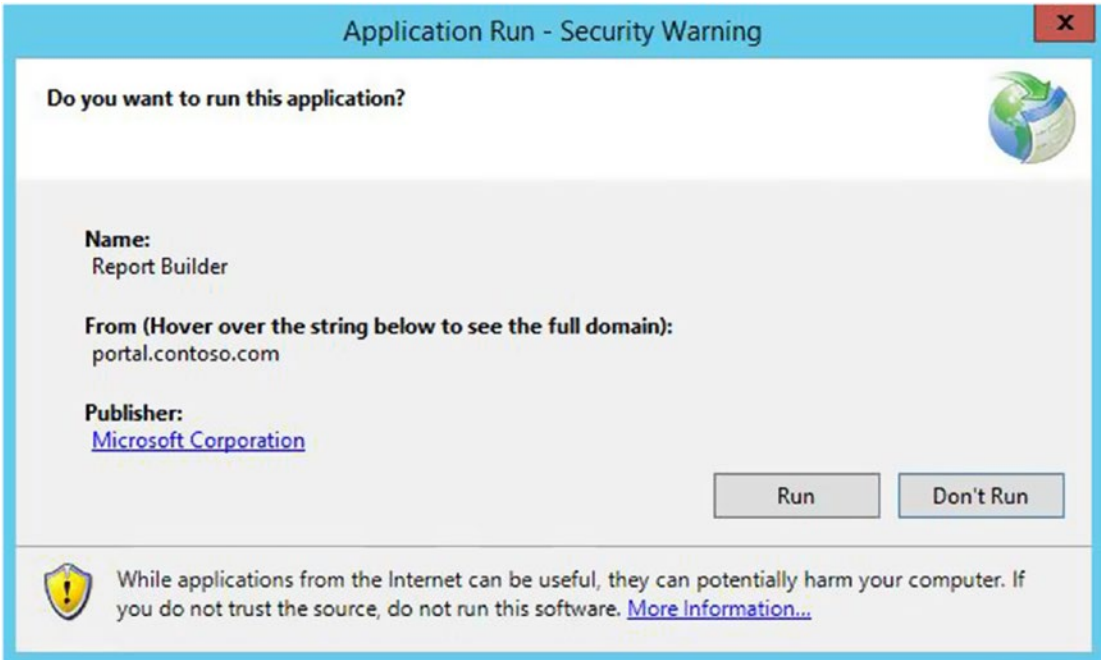 Application Run - Security Warning
x
Do you want to run this application?
Name:
Report Builder
From (Hover over the string below to see the full domain):
portal.contoso.com
Publisher:
Microsoft Corporation
Run
Don't Run
While applications from the Internet can be useful, they can potentially harm your computer. If
you do not trust the source, do not run this software. More Information...